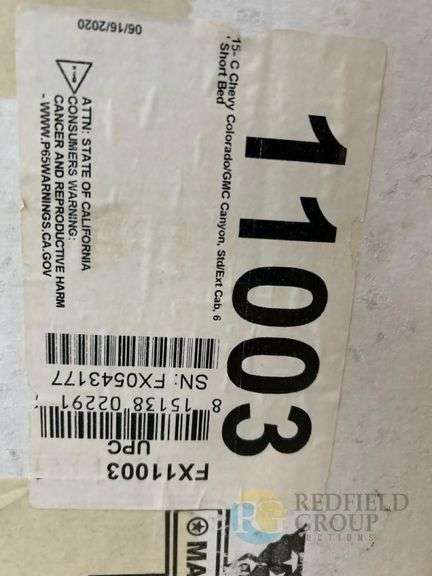 11003
'15- C Chevy Colorado/GMC Canyon, Std/Ext Cab, 6
' Short Bed
ATTN: STATE OF CALIFORNIA
CONSUMERS WARNING:
CANCER AND REPRODUCTIVE HARM
- WWW.P65WARNINGS.CA.GOV
06/16/2020
FX11003
UPC
8 15138 02291
SN: FX0543177
MA
REDFIELD
GROUP
AUCTIONS